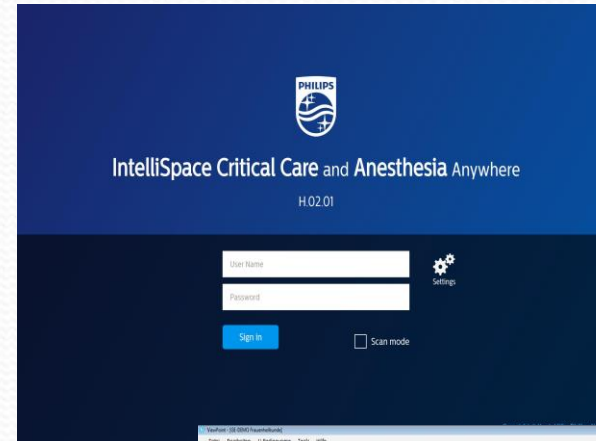 PHILIPS
IntelliSpace Critical Care and Anesthesia Anywhere
H.02.01
User Name
Settings
Password
Sign in
Scan mode
ViewPoint - [GE-DEMO Frauenheilkunde]